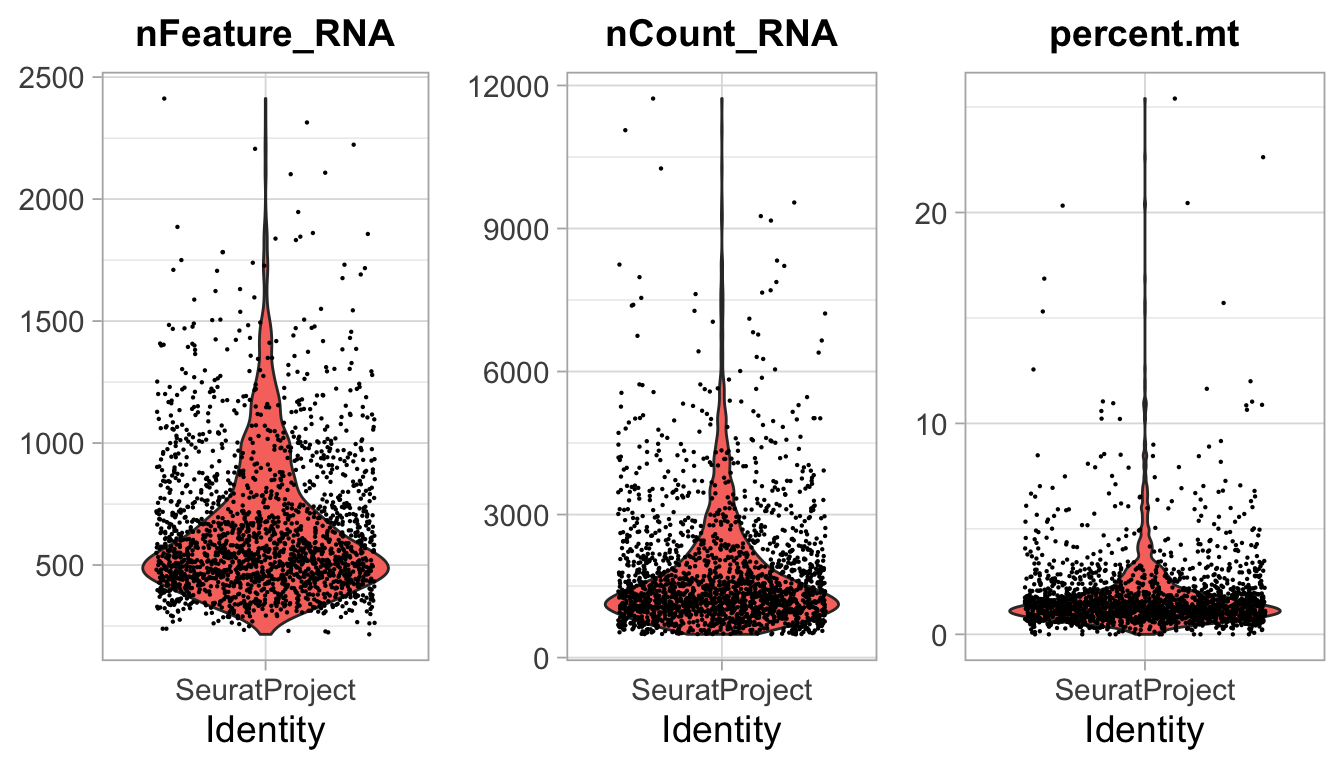 nFeature_RNA
2500
2000
1500
1000
500
SeuratProject
Identity
nCount_RNA
12000
9000
6000
3000
0
SeuratProject
Identity
percent.mt
20
10
0
SeuratProject
Identity